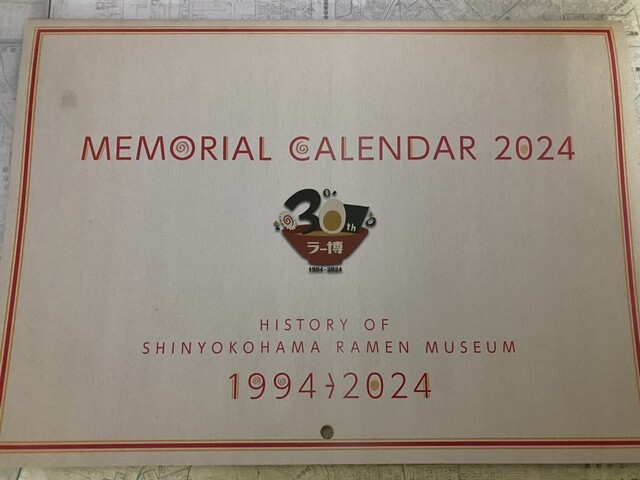 MEMORIAL CALENDAR 2024
30th
ラー博
1994-2024
HISTORY OF
SHINYOKOHAMA RAMEN MUSEUM
1994→2024